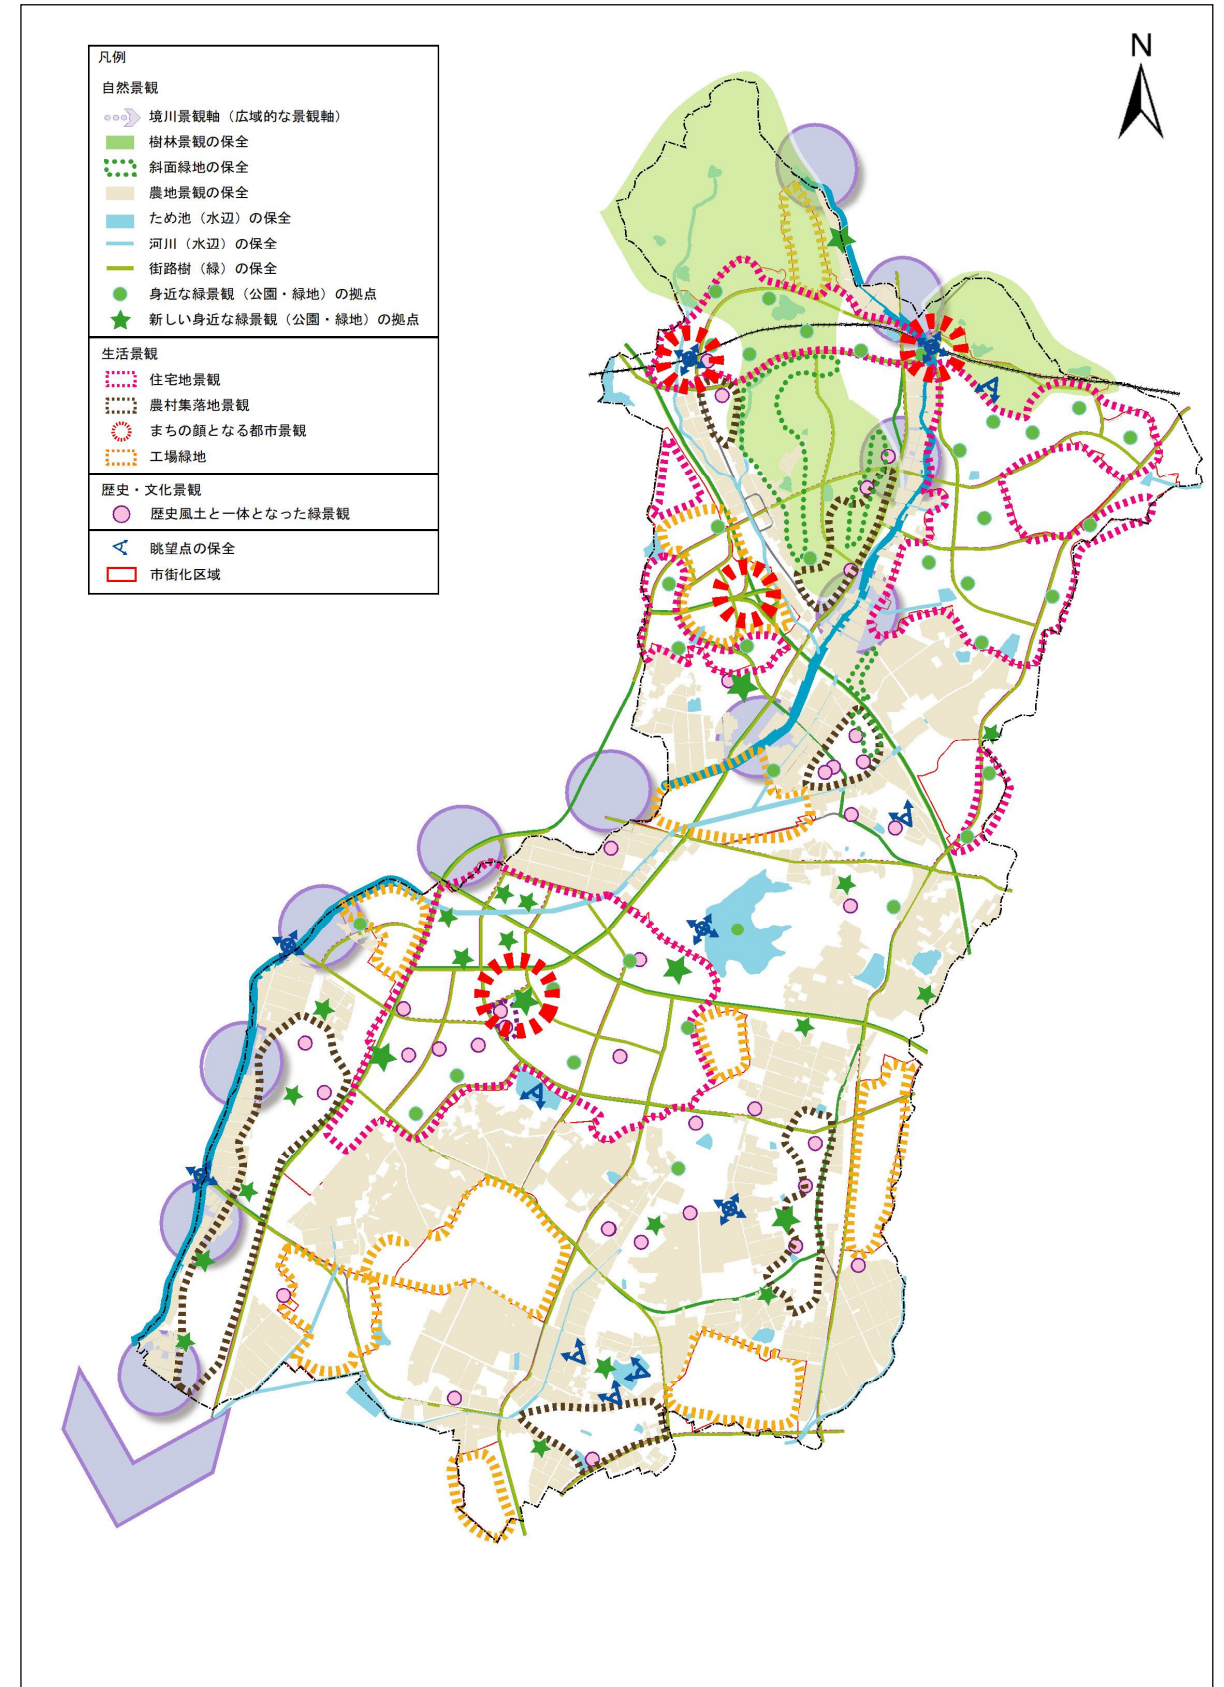 凡例
自然景観
境川景観軸（広域的な景観軸）
樹林景観の保全
斜面緑地の保全
農地景観の保全
ため池（水辺）の保全
河川（水辺）の保全
街路樹（緑）の保全
身近な緑景観（公園・緑地）の拠点
新しい身近な緑景観（公園・緑地）の拠点
生活景観
住宅地景観
農村集落地景観
まちの顔となる都市景観
工場緑地
歴史・文化景観
歴史風土と一体となった緑景観
眺望点の保全
市街化区域
N